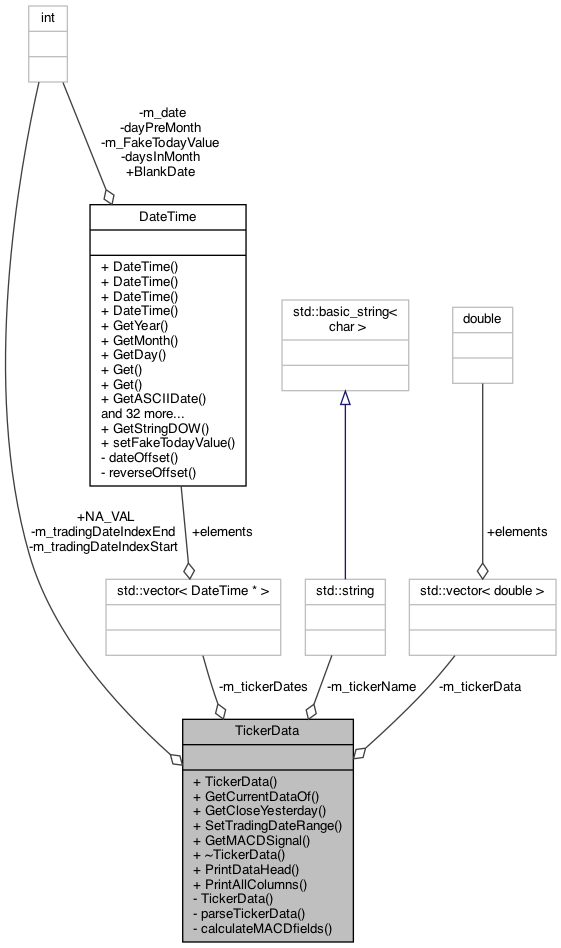 int
-m_date
-dayPreMonth
-m_FakeTodayValue
-daysInMonth
+BlankDate
DateTime
+ DateTime()
+ DateTime()
+ DateTime()
+ DateTime()
+ GetYear()
+ GetMonth()
+ GetDay()
+ Get()
+ Get()
+ GetASCIIDate()
and 32 more...
+ GetStringDOW()
+ setFakeTodayValue()
- dateOffset()
- reverseOffset()
std::basic_string<
char >
double
+NA_VAL
-m_tradingDateIndexEnd
-m_tradingDateIndexStart
+elements
+elements
std::vector< DateTime * >
std::string
std::vector< double >
-m_tickerDates
-m_tickerName
-m_tickerData
TickerData
+ TickerData()
+ GetCurrentDataOf()
+ GetCloseYesterday()
+ SetTradingDateRange()
+ GetMACDSignal()
+ ~TickerData()
+ PrintDataHead()
+ PrintAllColumns()
- TickerData()
- parseTickerData()
- calculateMACDfields()